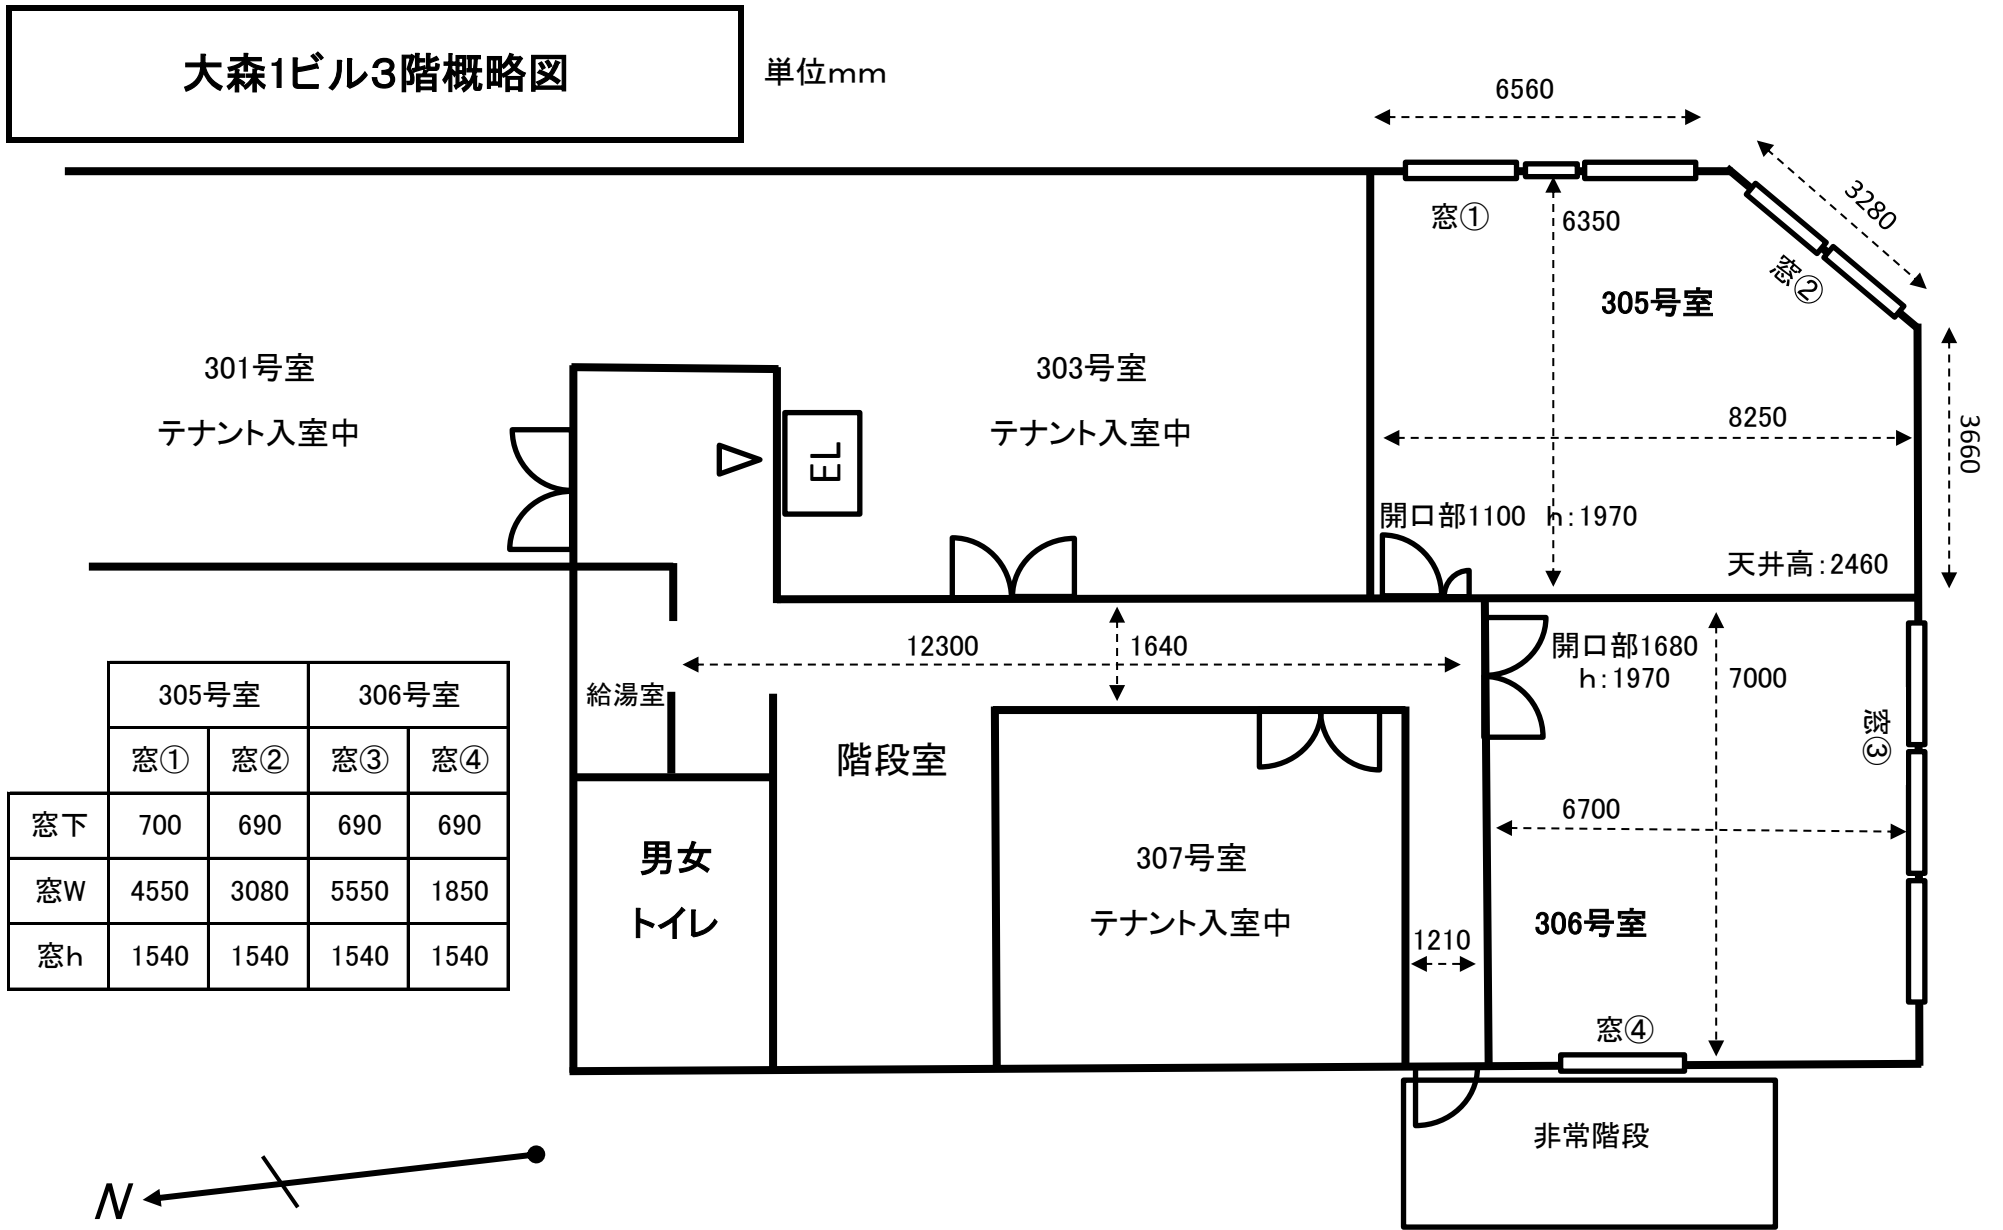 大森1ビル3階概略図
単位mm
6560
3280
窓①
6350
窓②
305号室
301号室
テナント入室中
303号室
テナント入室中
EL
8250
3660
開口部1100 h:1970
天井高:2460
12300
1640
開口部1680
h:1970
7000
給湯室
窓③
階段室
6700
307号室
テナント入室中
男女
トイレ
1210
306号室
窓④
非常階段
305号室 306号室
窓① 窓② 窓③ 窓④
窓下 700 690 690 690
窓W 4550 3080 5550 1850
窓h 1540 1540 1540 1540
N